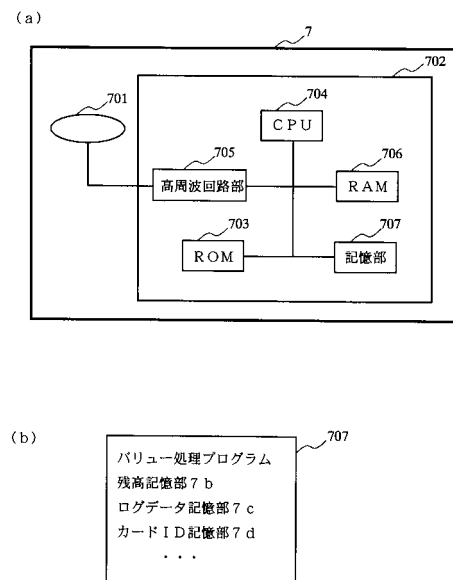 (a)
7
702
701
704
CPU
705
706
高周波回路部
RAM
703
707
ROM
記憶部
(b)
707
バリュー処理プログラム
残高記憶部7b
ログデータ記憶部7c
カードID記憶部7d
・・・